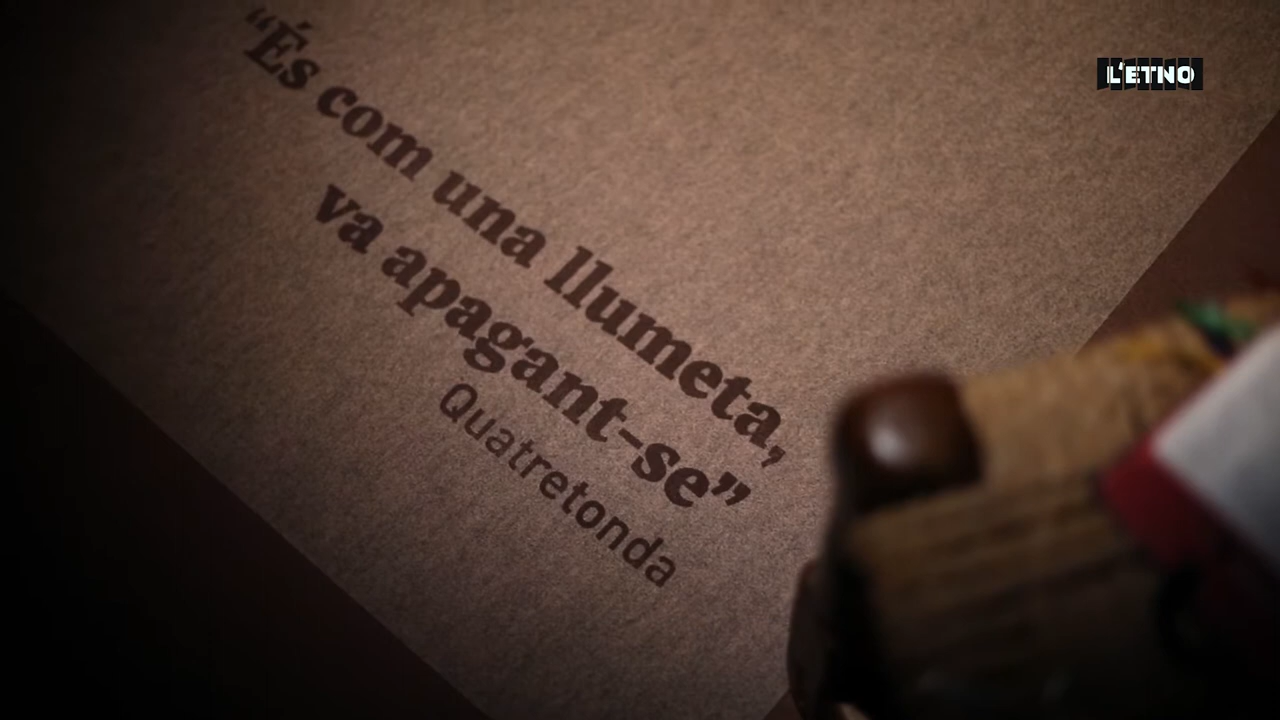 “És com una llumeta,
va apagant-se”
Quatretonda
L'ETNO